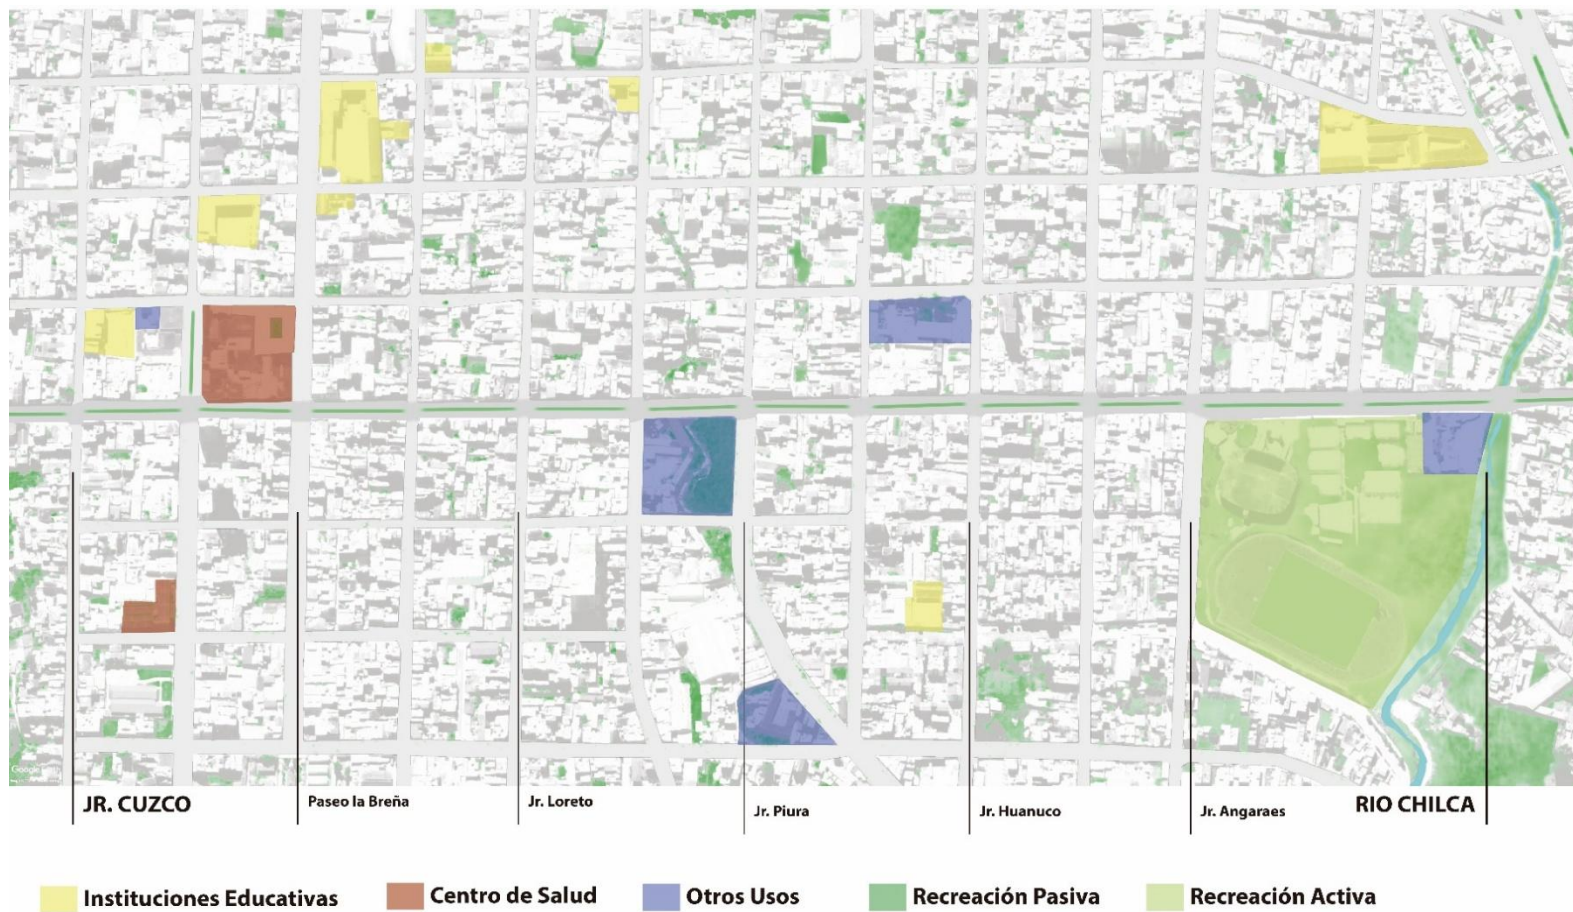 Google
JR. CUZCO
Paseo la Breña
Jr. Loreto
Jr. Piura
Jr. Huanuco
Jr. Angaraes
RIO CHILCA
Instituciones Educativas
Centro de Salud
Otros Usos
Recreación Pasiva
Recreación Activa